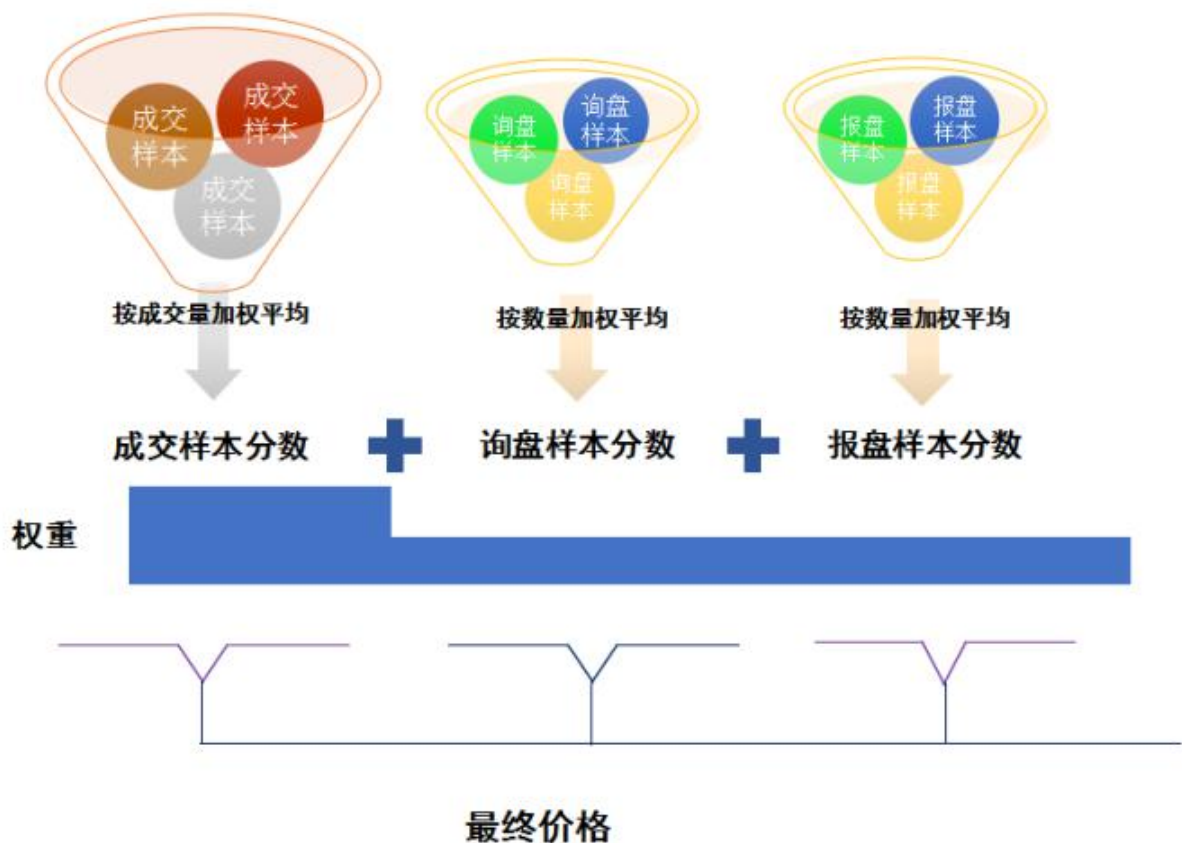 成交
样本
成交
样本
成交
样本
询盘
样本
询盘
样本
询盘
样本
报盘
样本
报盘
样本
报盘
样本
按成交量加权平均
按数量加权平均
按数量加权平均
成交样本分数
询盘样本分数
报盘样本分数
权重
最终价格